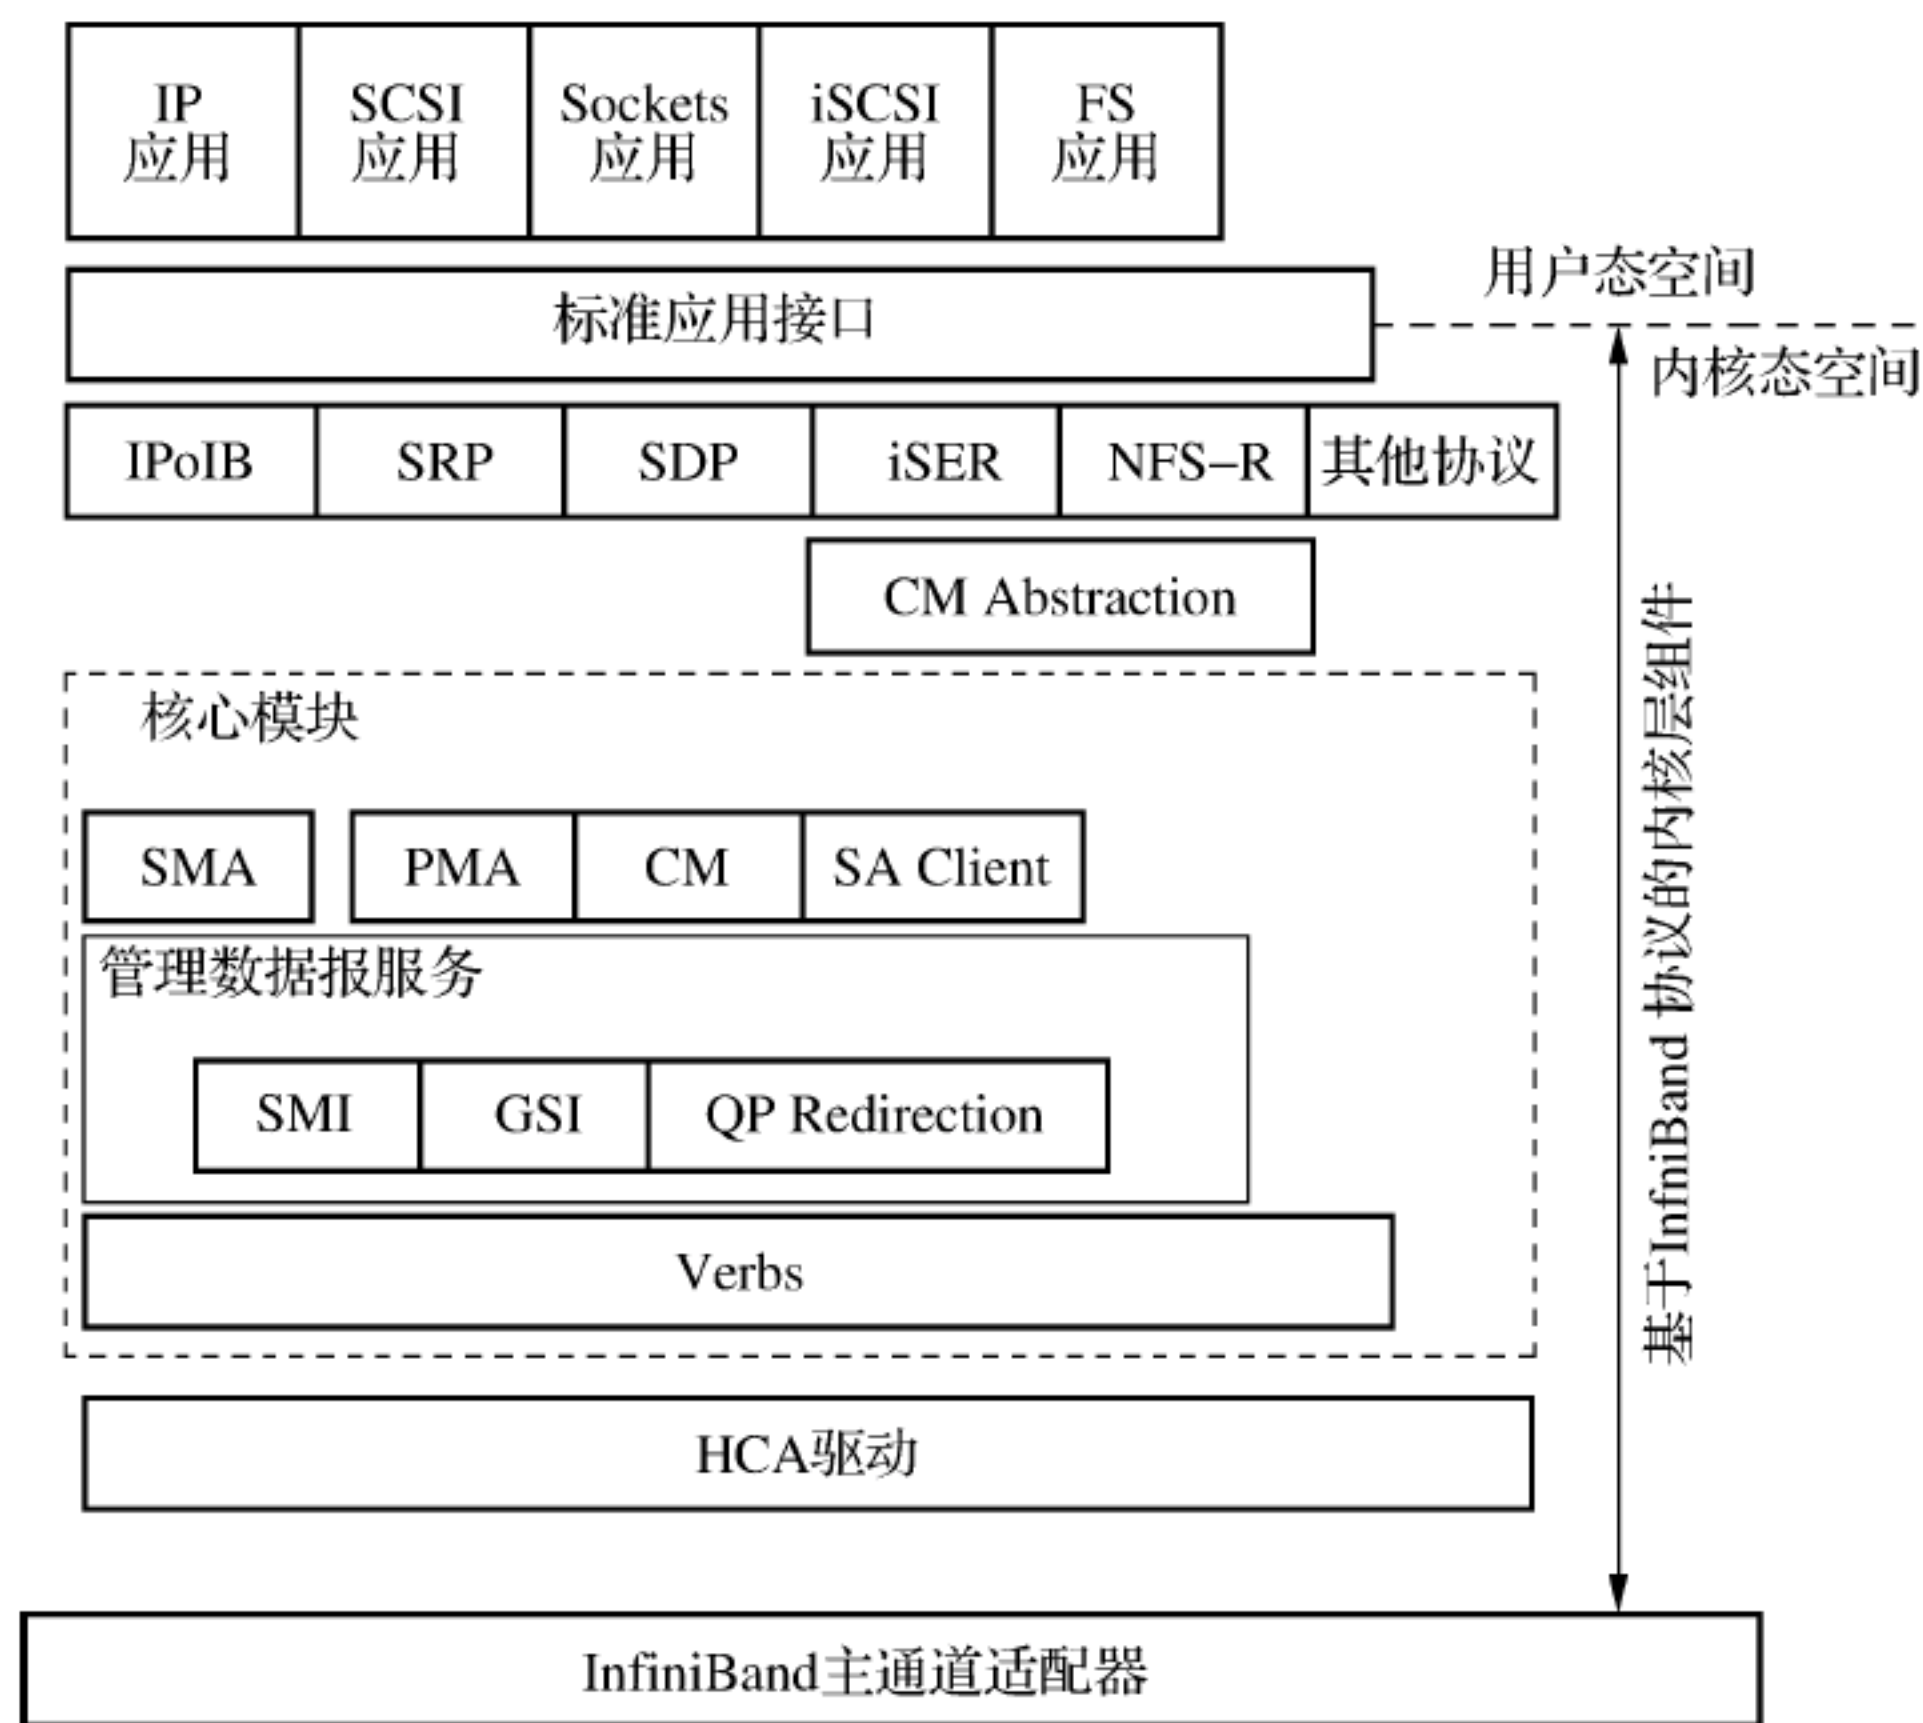 IP
应用
SCSI
应用
Sockets
应用
iSCSI
应用
FS
应用
标准应用接口
用户态空间
内核态空间
IPoIB
SRP
SDP
iSER
NFS–R
其他协议
CM Abstraction
核心模块
SMA
PMA
CM
SA Client
管理数据报服务
SMI
GSI
QP Redirection
Verbs
HCA驱动
InfiniBand主通道适配器
基于InfniBand 协议的内核层组件